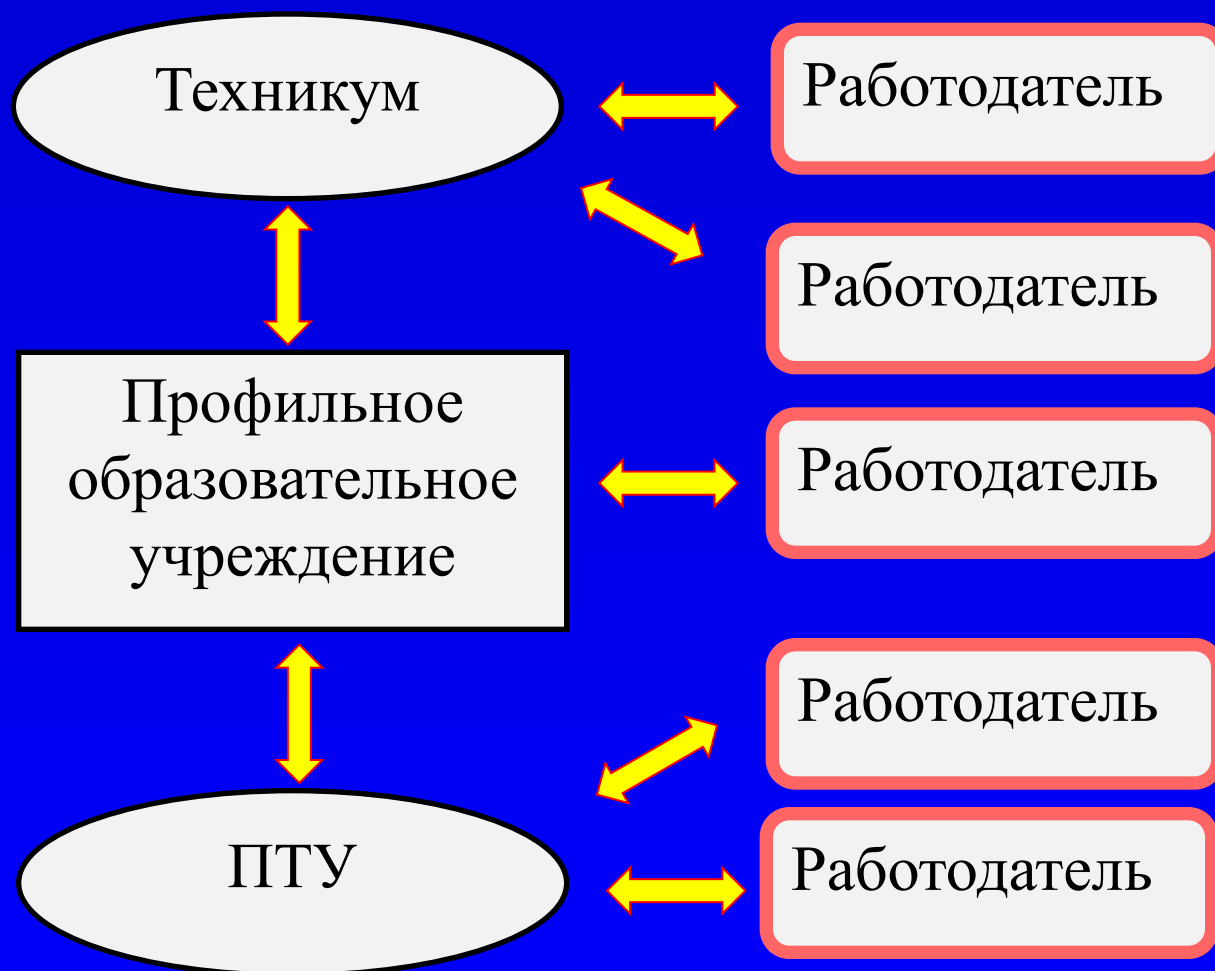 Техникум
Работодатель
Работодатель
Профильное
образовательное
учреждение
Работодатель
Работодатель
ПТУ
Работодатель